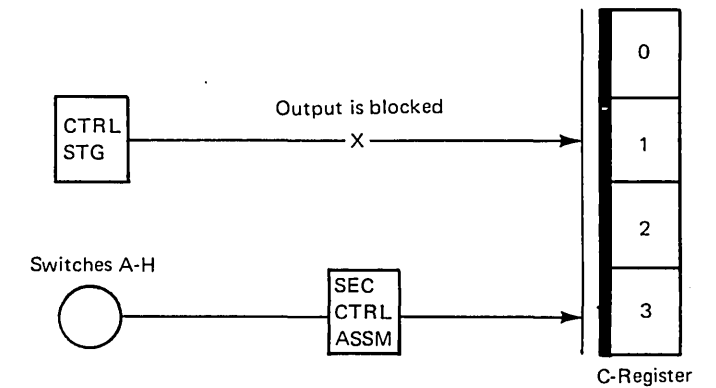 0
Output is blocked
CTRL
STG
X
1
2
Switches A-H
SEC
CTRL
ASSM
3
C-Register